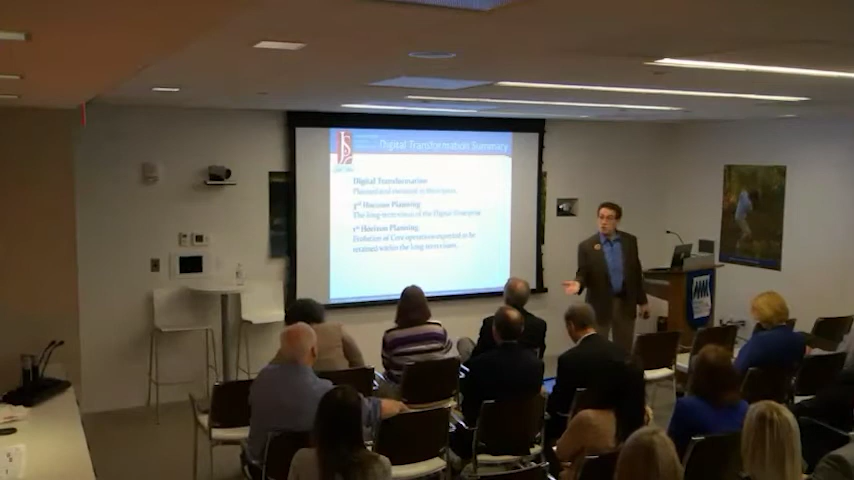 Digital Transformation Summary
Digital Transformation
3rd Horizon Planning
The long-term vision of the Digital Enterprise
1st Horizon Planning
Evolution of Core operations expected to be
retained within the long-term vision.